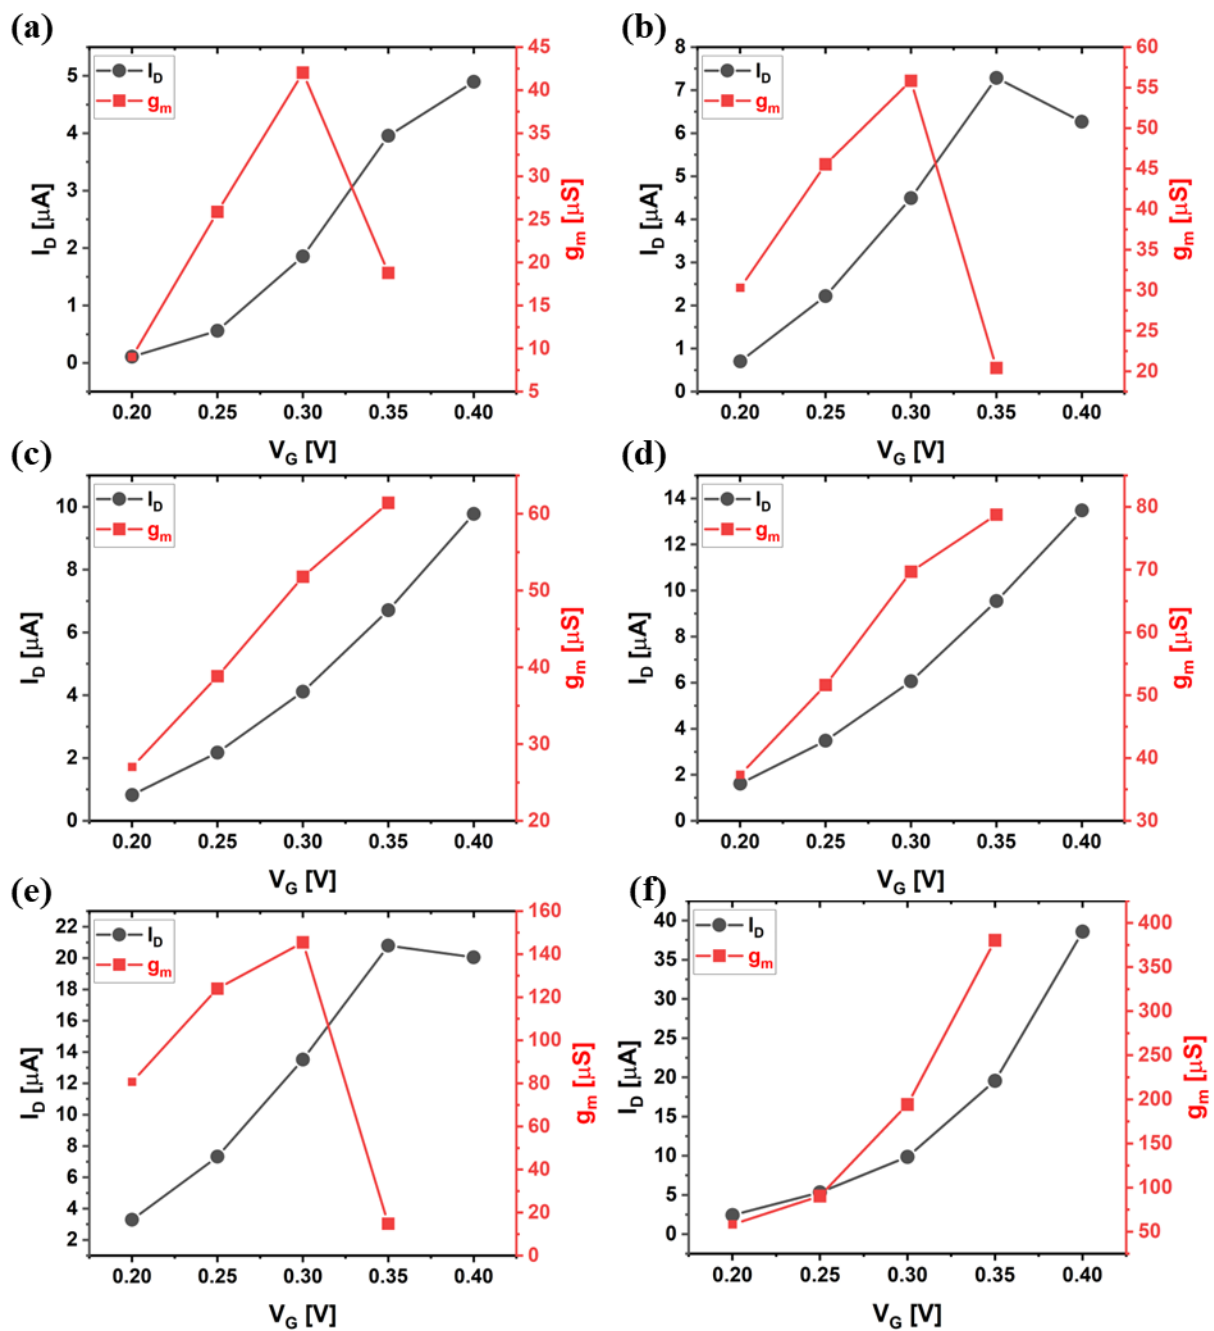 (a)
I_D
g_m
5
4
3
2
1
0
45
40
35
30
25
20
15
10
5
I_D [μA]
g_m [μS]
0.20 0.25 0.30 0.35 0.40
V_G [V]
(b)
I_D
g_m
8
7
6
5
4
3
2
1
0
60
55
50
45
40
35
30
25
20
I_D [μA]
g_m [μS]
0.20 0.25 0.30 0.35 0.40
V_G [V]
(c)
I_D
g_m
10
8
6
4
2
0
60
50
40
30
20
I_D [μA]
g_m [μS]
0.20 0.25 0.30 0.35 0.40
V_G [V]
(d)
I_D
g_m
14
12
10
8
6
4
2
0
80
70
60
50
40
30
I_D [μA]
g_m [μS]
0.20 0.25 0.30 0.35 0.40
V_G [V]
(e)
I_D
g_m
22
20
18
16
14
12
10
8
6
4
2
160
140
120
100
80
60
40
20
0
I_D [μA]
g_m [μS]
0.20 0.25 0.30 0.35 0.40
V_G [V]
(f)
I_D
g_m
40
35
30
25
20
15
10
5
0
400
350
300
250
200
150
100
50
I_D [μA]
g_m [μS]
0.20 0.25 0.30 0.35 0.40
V_G [V]